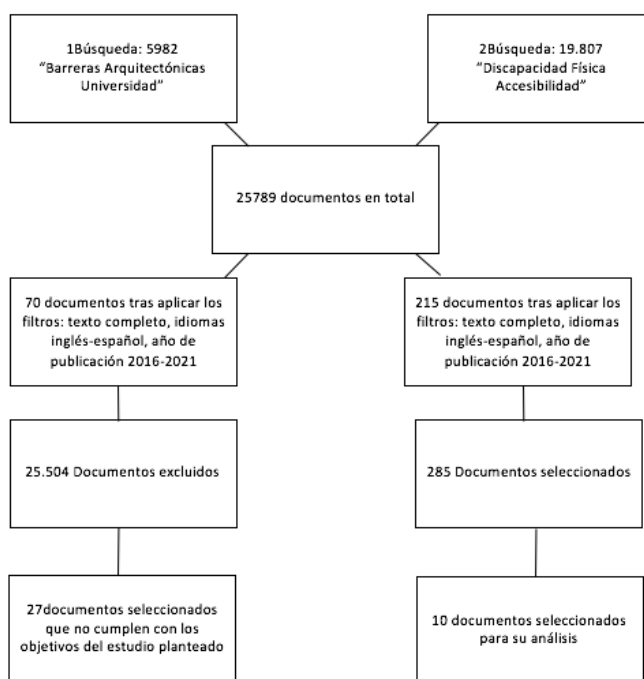 1Búsqueda: 5982
“Barreras Arquitectónicas
Universidad”
2Búsqueda: 19.807
“Discapacidad Física
Accesibilidad”
25789 documentos en total
70 documentos tras aplicar los
filtros: texto completo, idiomas
inglés-español, año de
publicación 2016-2021
215 documentos tras aplicar los
filtros: texto completo, idiomas
inglés-español, año de
publicación 2016-2021
25.504 Documentos excluidos
285 Documentos seleccionados
27documentos seleccionados
que no cumplen con los
objetivos del estudio planteado
10 documentos seleccionados
para su análisis